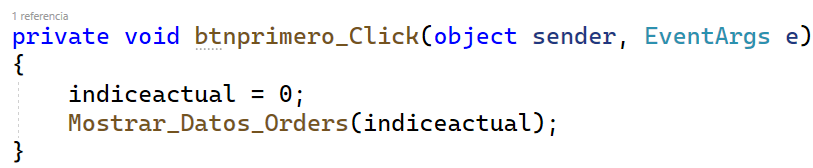 1 referencia
private void btnprimero_Click(object sender, EventArgs e)
{
    indiceactual = 0;
    Mostrar_Datos_Orders(indiceactual);
}